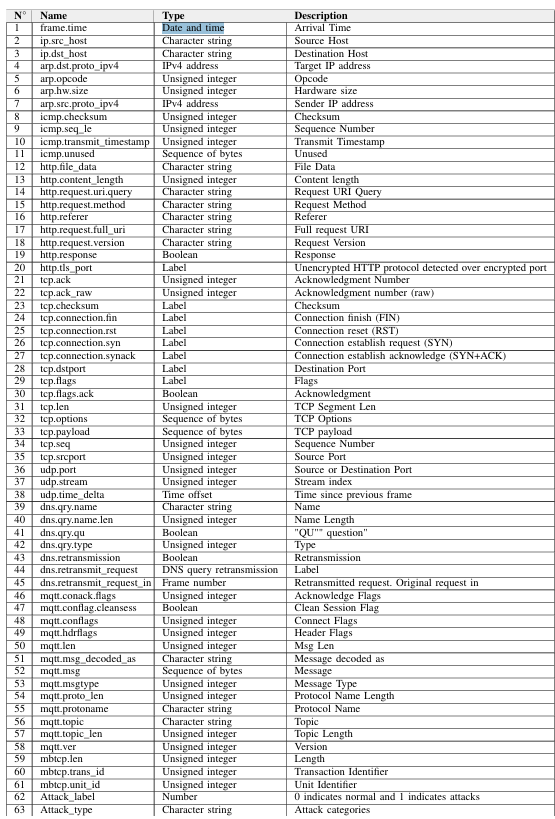 N° Name Type Description
1 frame.time Date and time Arrival Time
2 ip.src_host Character string Source Host
3 ip.dst_host Character string Destination Host
4 arp.dst.proto_ipv4 IPv4 address Target IP address
5 arp.opcode Unsigned integer Opcode
6 arp.hw.size Unsigned integer Hardware size
7 arp.src.proto_ipv4 IPv4 address Sender IP address
8 icmp.checksum Unsigned integer Checksum
9 icmp.seq_le Unsigned integer Sequence Number
10 icmp.transmit_timestamp Unsigned integer Transmit Timestamp
11 icmp.unused Sequence of bytes Unused
12 http.file_data Character string File Data
13 http.content_length Unsigned integer Content length
14 http.request.uri.query Character string Request URI Query
15 http.request.method Character string Request Method
16 http.referer Character string Referer
17 http.request.full_uri Character string Full request URI
18 http.request.version Character string Request Version
19 http.response Boolean Response
20 http.tls_port Label Unencrypted HTTP protocol detected over encrypted port
21 tcp.ack Unsigned integer Acknowledgment Number
22 tcp.ack_raw Unsigned integer Acknowledgment number (raw)
23 tcp.checksum Label Checksum
24 tcp.connection.fin Label Connection finish (FIN)
25 tcp.connection.rst Label Connection reset (RST)
26 tcp.connection.syn Label Connection establish request (SYN)
27 tcp.connection.synack Label Connection establish acknowledge (SYN+ACK)
28 tcp.dstport Label Destination Port
29 tcp.flags Label Flags
30 tcp.flags.ack Boolean Acknowledgment
31 tcp.len Unsigned integer TCP Segment Len
32 tcp.options Sequence of bytes TCP Options
33 tcp.payload Sequence of bytes TCP payload
34 tcp.seq Unsigned integer Sequence Number
35 tcp.srcport Unsigned integer Source Port
36 udp.port Unsigned integer Source or Destination Port
37 udp.stream Unsigned integer Stream index
38 udp.time_delta Time offset Time since previous frame
39 dns.qry.name Character string Name
40 dns.qry.name.len Unsigned integer Name Length
41 dns.qry.qu Boolean "QU"" question"
42 dns.qry.type Unsigned integer Type
43 dns.retransmission Boolean Retransmission
44 dns.retransmit_request DNS query retransmission Label
45 dns.retransmit_request_in Frame number Retransmitted request. Original request in
46 mqtt.conack.flags Unsigned integer Acknowledge Flags
47 mqtt.conflag.cleansess Boolean Clean Session Flag
48 mqtt.conflags Unsigned integer Connect Flags
49 mqtt.hdrflags Unsigned integer Header Flags
50 mqtt.len Unsigned integer Msg Len
51 mqtt.msg_decoded_as Character string Message decoded as
52 mqtt.msg Sequence of bytes Message
53 mqtt.msgtype Unsigned integer Message Type
54 mqtt.proto_len Unsigned integer Protocol Name Length
55 mqtt.protoname Character string Protocol Name
56 mqtt.topic Character string Topic
57 mqtt.topic_len Unsigned integer Topic Length
58 mqtt.ver Unsigned integer Version
59 mbtcp.len Unsigned integer Length
60 mbtcp.trans_id Unsigned integer Transaction Identifier
61 mbtcp.unit_id Unsigned integer Unit Identifier
62 Attack_label Number 0 indicates normal and 1 indicates attacks
63 Attack_type Character string Attack categories